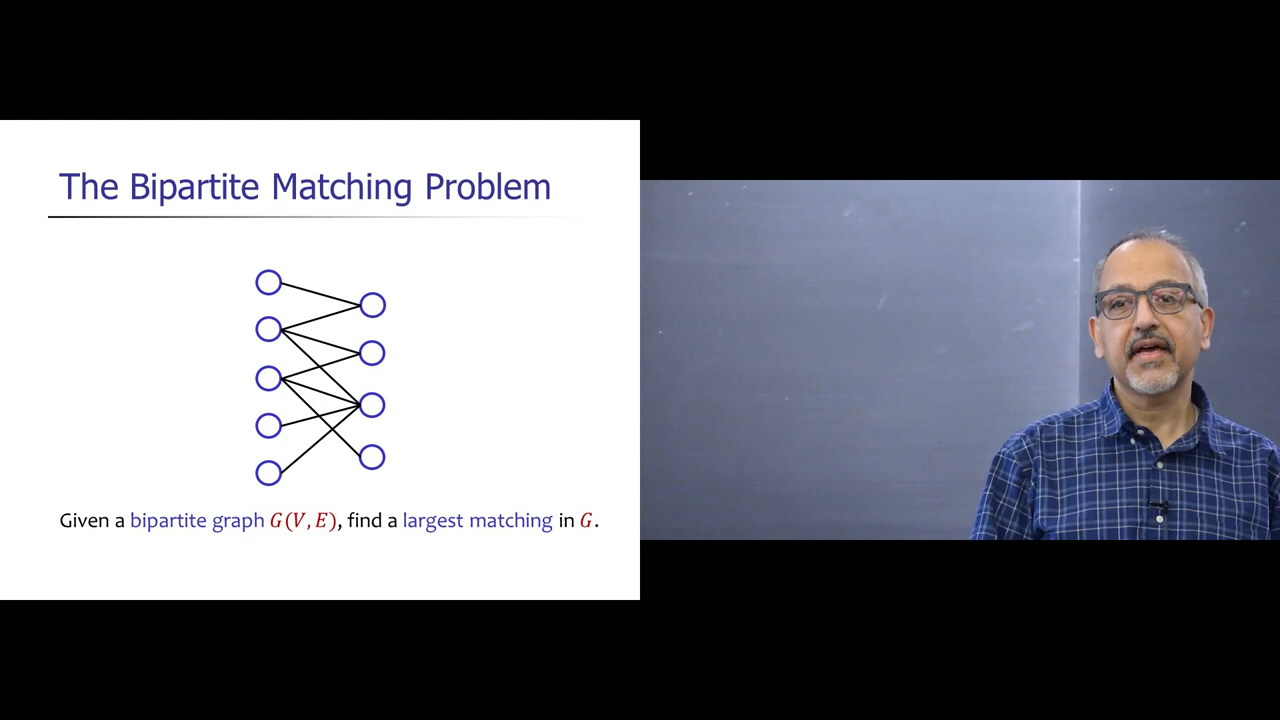 The Bipartite Matching Problem
Given a bipartite graph G(V, E), find a largest matching in G.